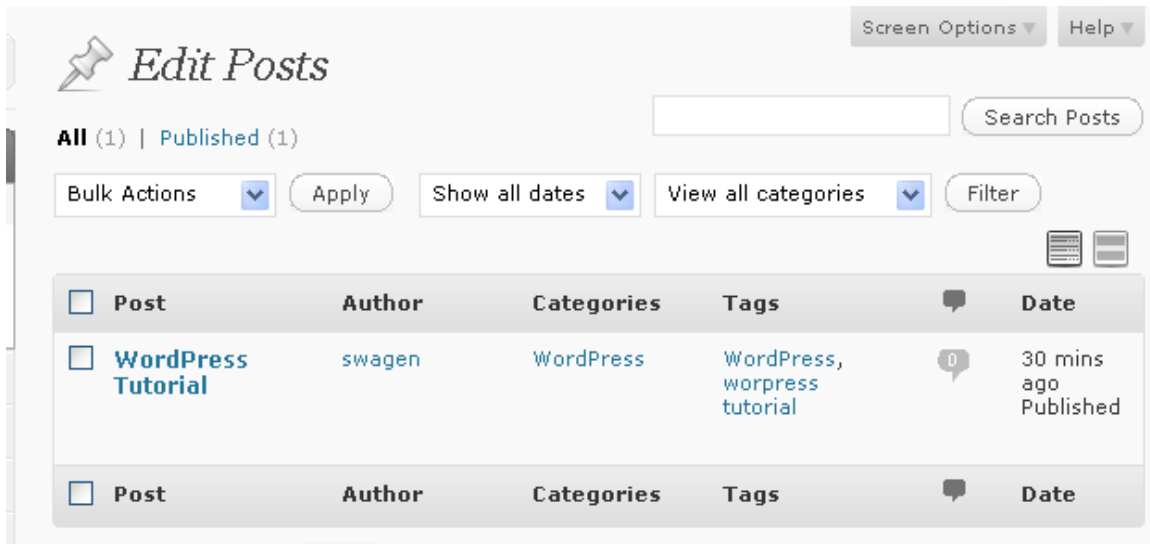 Screen Options Help
Edit Posts
Search Posts
All (1) | Published (1)
Bulk Actions Apply Show all dates View all categories Filter
Post Author Categories Tags Date
WordPress swagen WordPress WordPress, 0 30 mins
Tutorial worpress ago
tutorial Published
Post Author Categories Tags Date